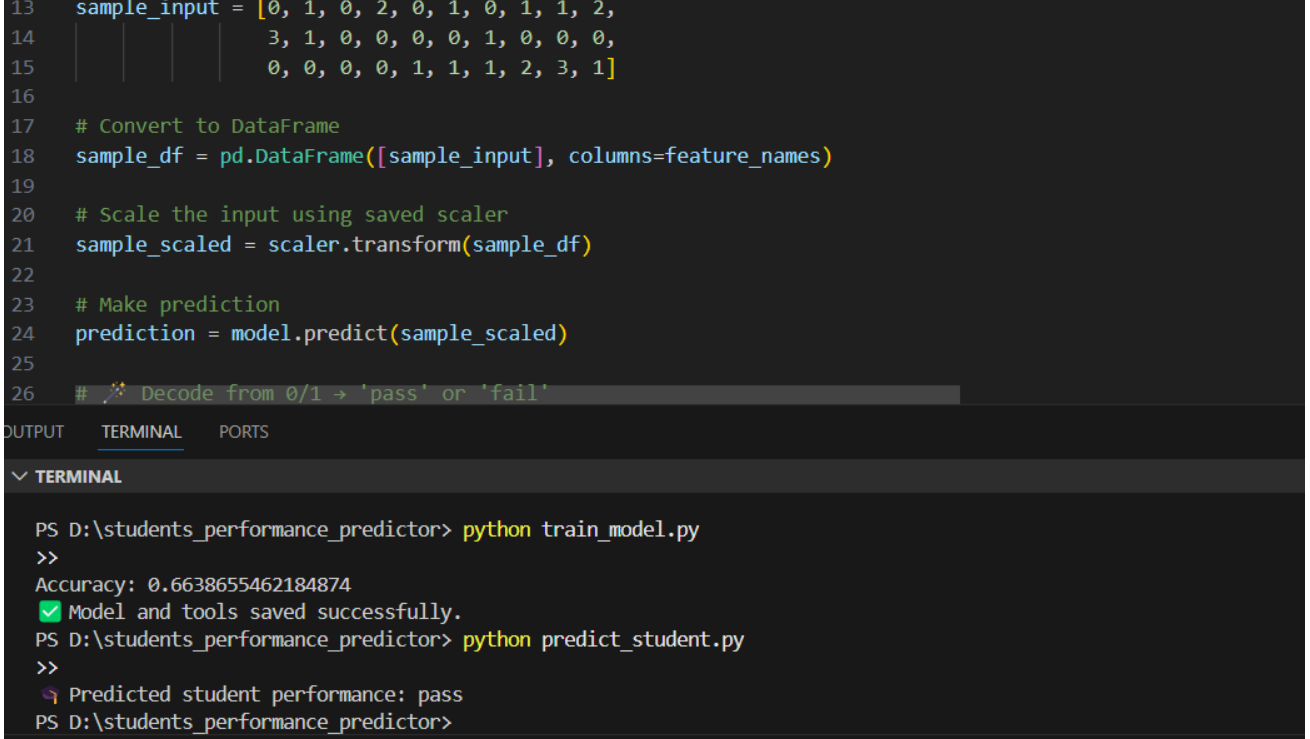 13 sample_input = [0, 1, 0, 2, 0, 1, 0, 1, 1, 2,
14 3, 1, 0, 0, 0, 0, 1, 0, 0, 0,
15 0, 0, 0, 0, 1, 1, 1, 2, 3, 1]
16
17 # Convert to DataFrame
18 sample_df = pd.DataFrame([sample_input], columns=feature_names)
19
20 # Scale the input using saved scaler
21 sample_scaled = scaler.transform(sample_df)
22
23 # Make prediction
24 prediction = model.predict(sample_scaled)
25
26 # 🪄 Decode from 0/1 → 'pass' or 'fail'
OUTPUT TERMINAL PORTS
TERMINAL
PS D:\students_performance_predictor> python train_model.py
>>
Accuracy: 0.6638655462184874
✅ Model and tools saved successfully.
PS D:\students_performance_predictor> python predict_student.py
>>
🎓 Predicted student performance: pass
PS D:\students_performance_predictor>